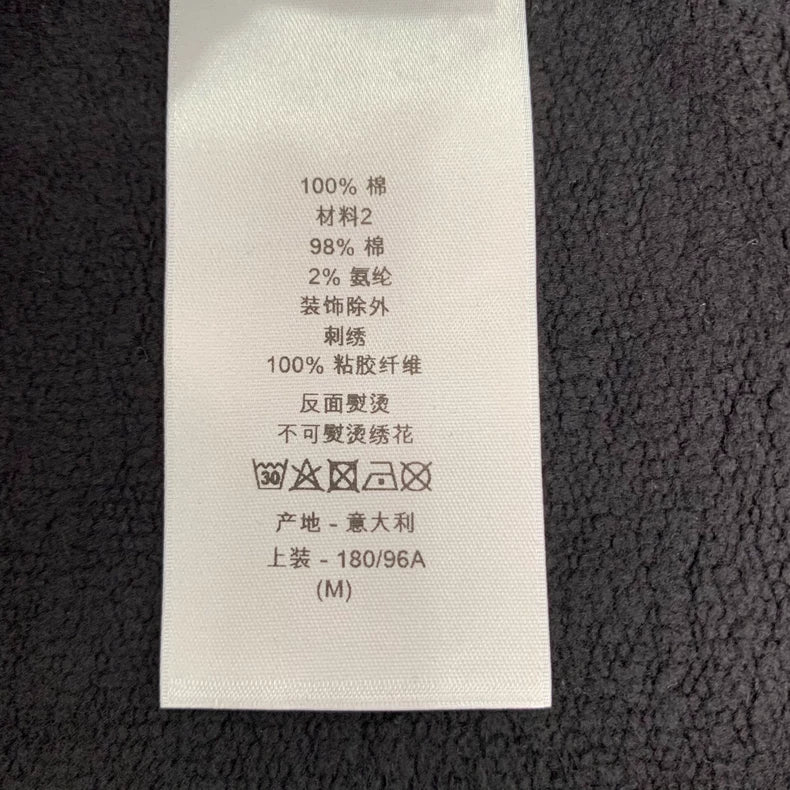 100% 棉
材料2
98% 棉
2% 氨纶
装饰除外
刺绣
100% 粘胶纤维
反面熨烫
不可熨烫绣花
30
产地 - 意大利
上装 - 180/96A
(M)